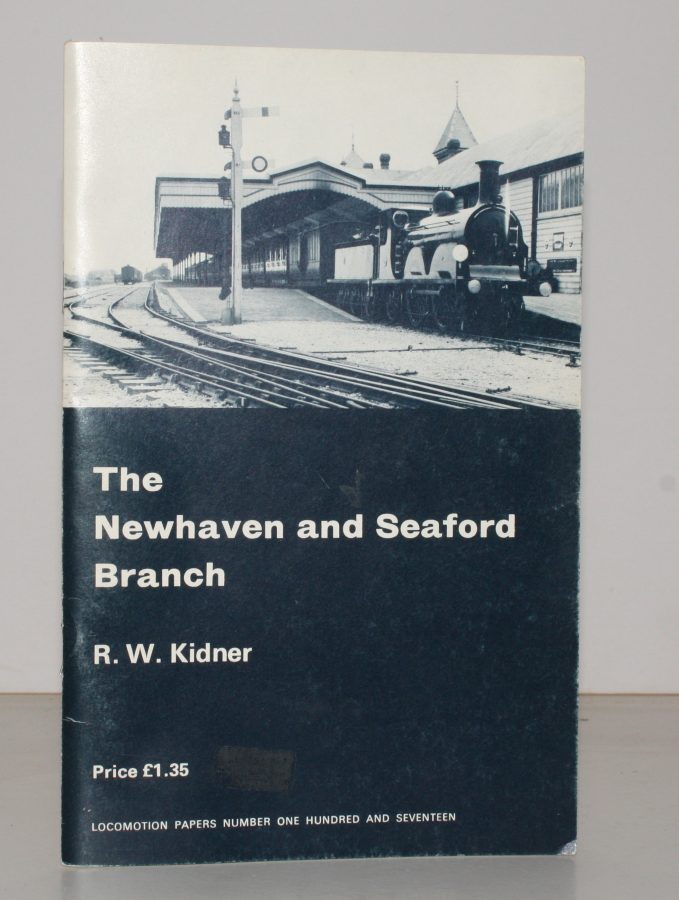 The
Newhaven and Seaford
Branch
R. W. Kidner
Price £1.35
LOCOMOTION PAPERS NUMBER ONE HUNDRED AND SEVENTEEN